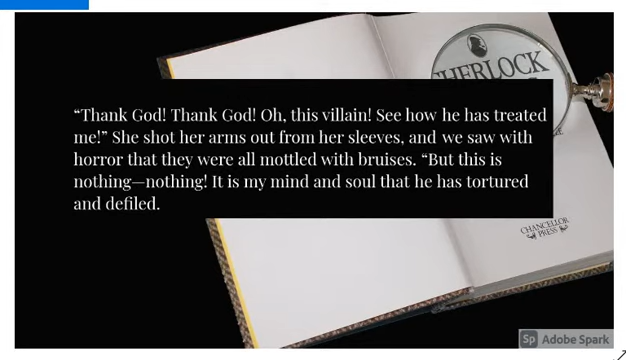 SHERLOCK
“Thank God! Thank God! Oh, this villain! See how he has treated
me!” She shot her arms out from her sleeves, and we saw with
horror that they were all mottled with bruises. “But this is
nothing—nothing! It is my mind and soul that he has tortured
and defiled.
CHANCELLOR
PRESS
Sp Adobe Spark